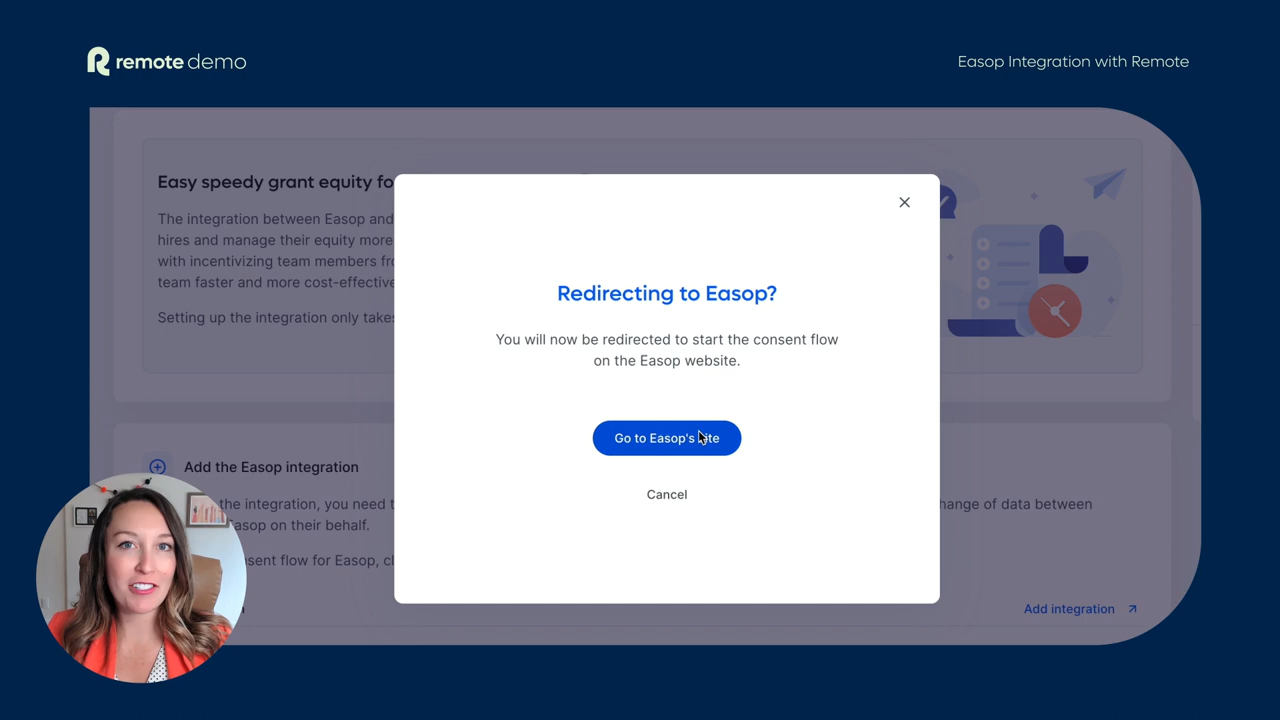 remote demo
Easop Integration with Remote
Easy speedy grant equity fo
The integration between Easop and
hires and manage their equity more
with incentivizing team members
team faster and more cost-effective
Setting up the integration only takes
Redirecting to Easop?
You will now be redirected to start the consent flow
on the Easop website.
Go to Easop's
Cancel
Add the Easop integration
the integration, you need
hange of data between
Easop on their behalf.
consent flow for Easop,
Add integration